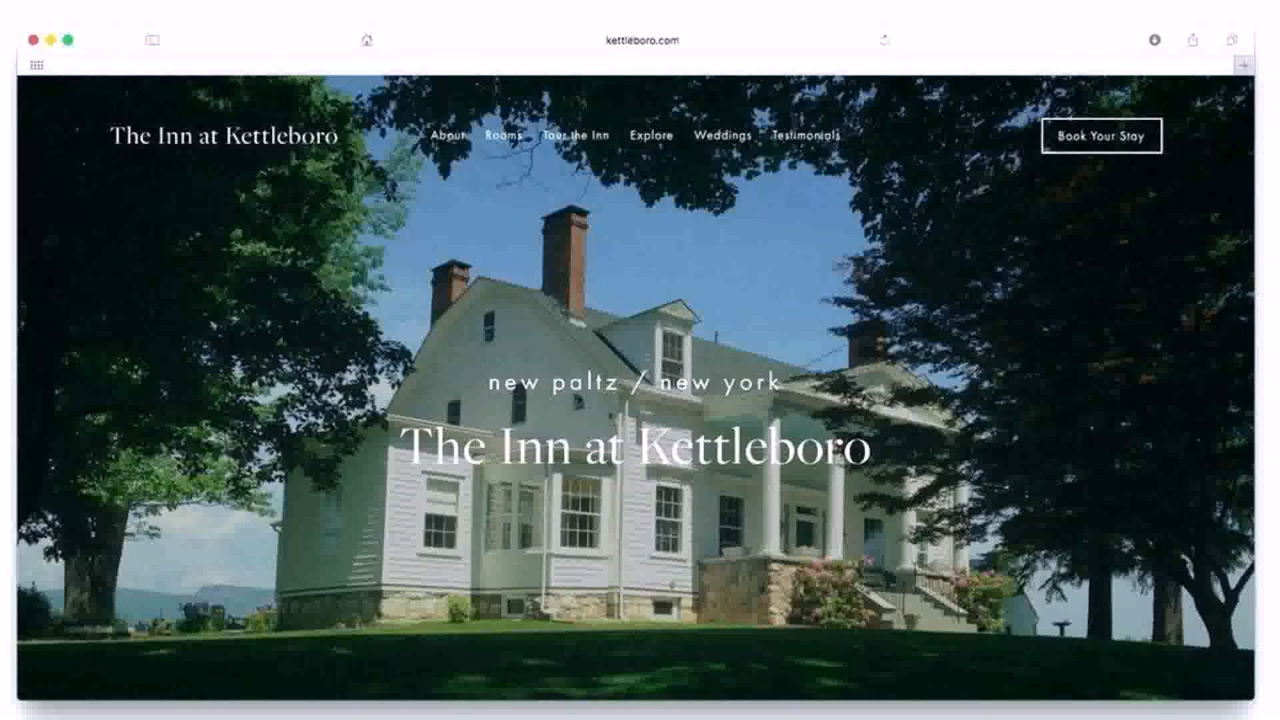 kettleboro.com
The Inn at Kettleboro
About Rooms Tour the Inn Explore Weddings Testimonials
Book Your Stay
new paltz / new york
The Inn at Kettleboro